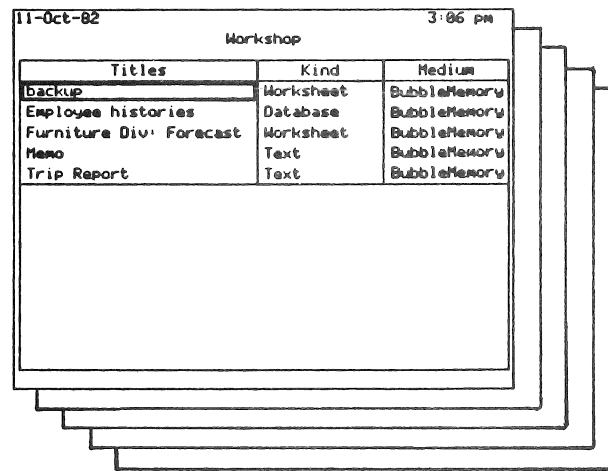 11-Oct-82 3:06 pm
Workshop
Titles Kind Medium
backup Worksheet BubbleMemory
Employee histories Database BubbleMemory
Furniture Div: Forecast Worksheet BubbleMemory
Memo Text BubbleMemory
Trip Report Text BubbleMemory